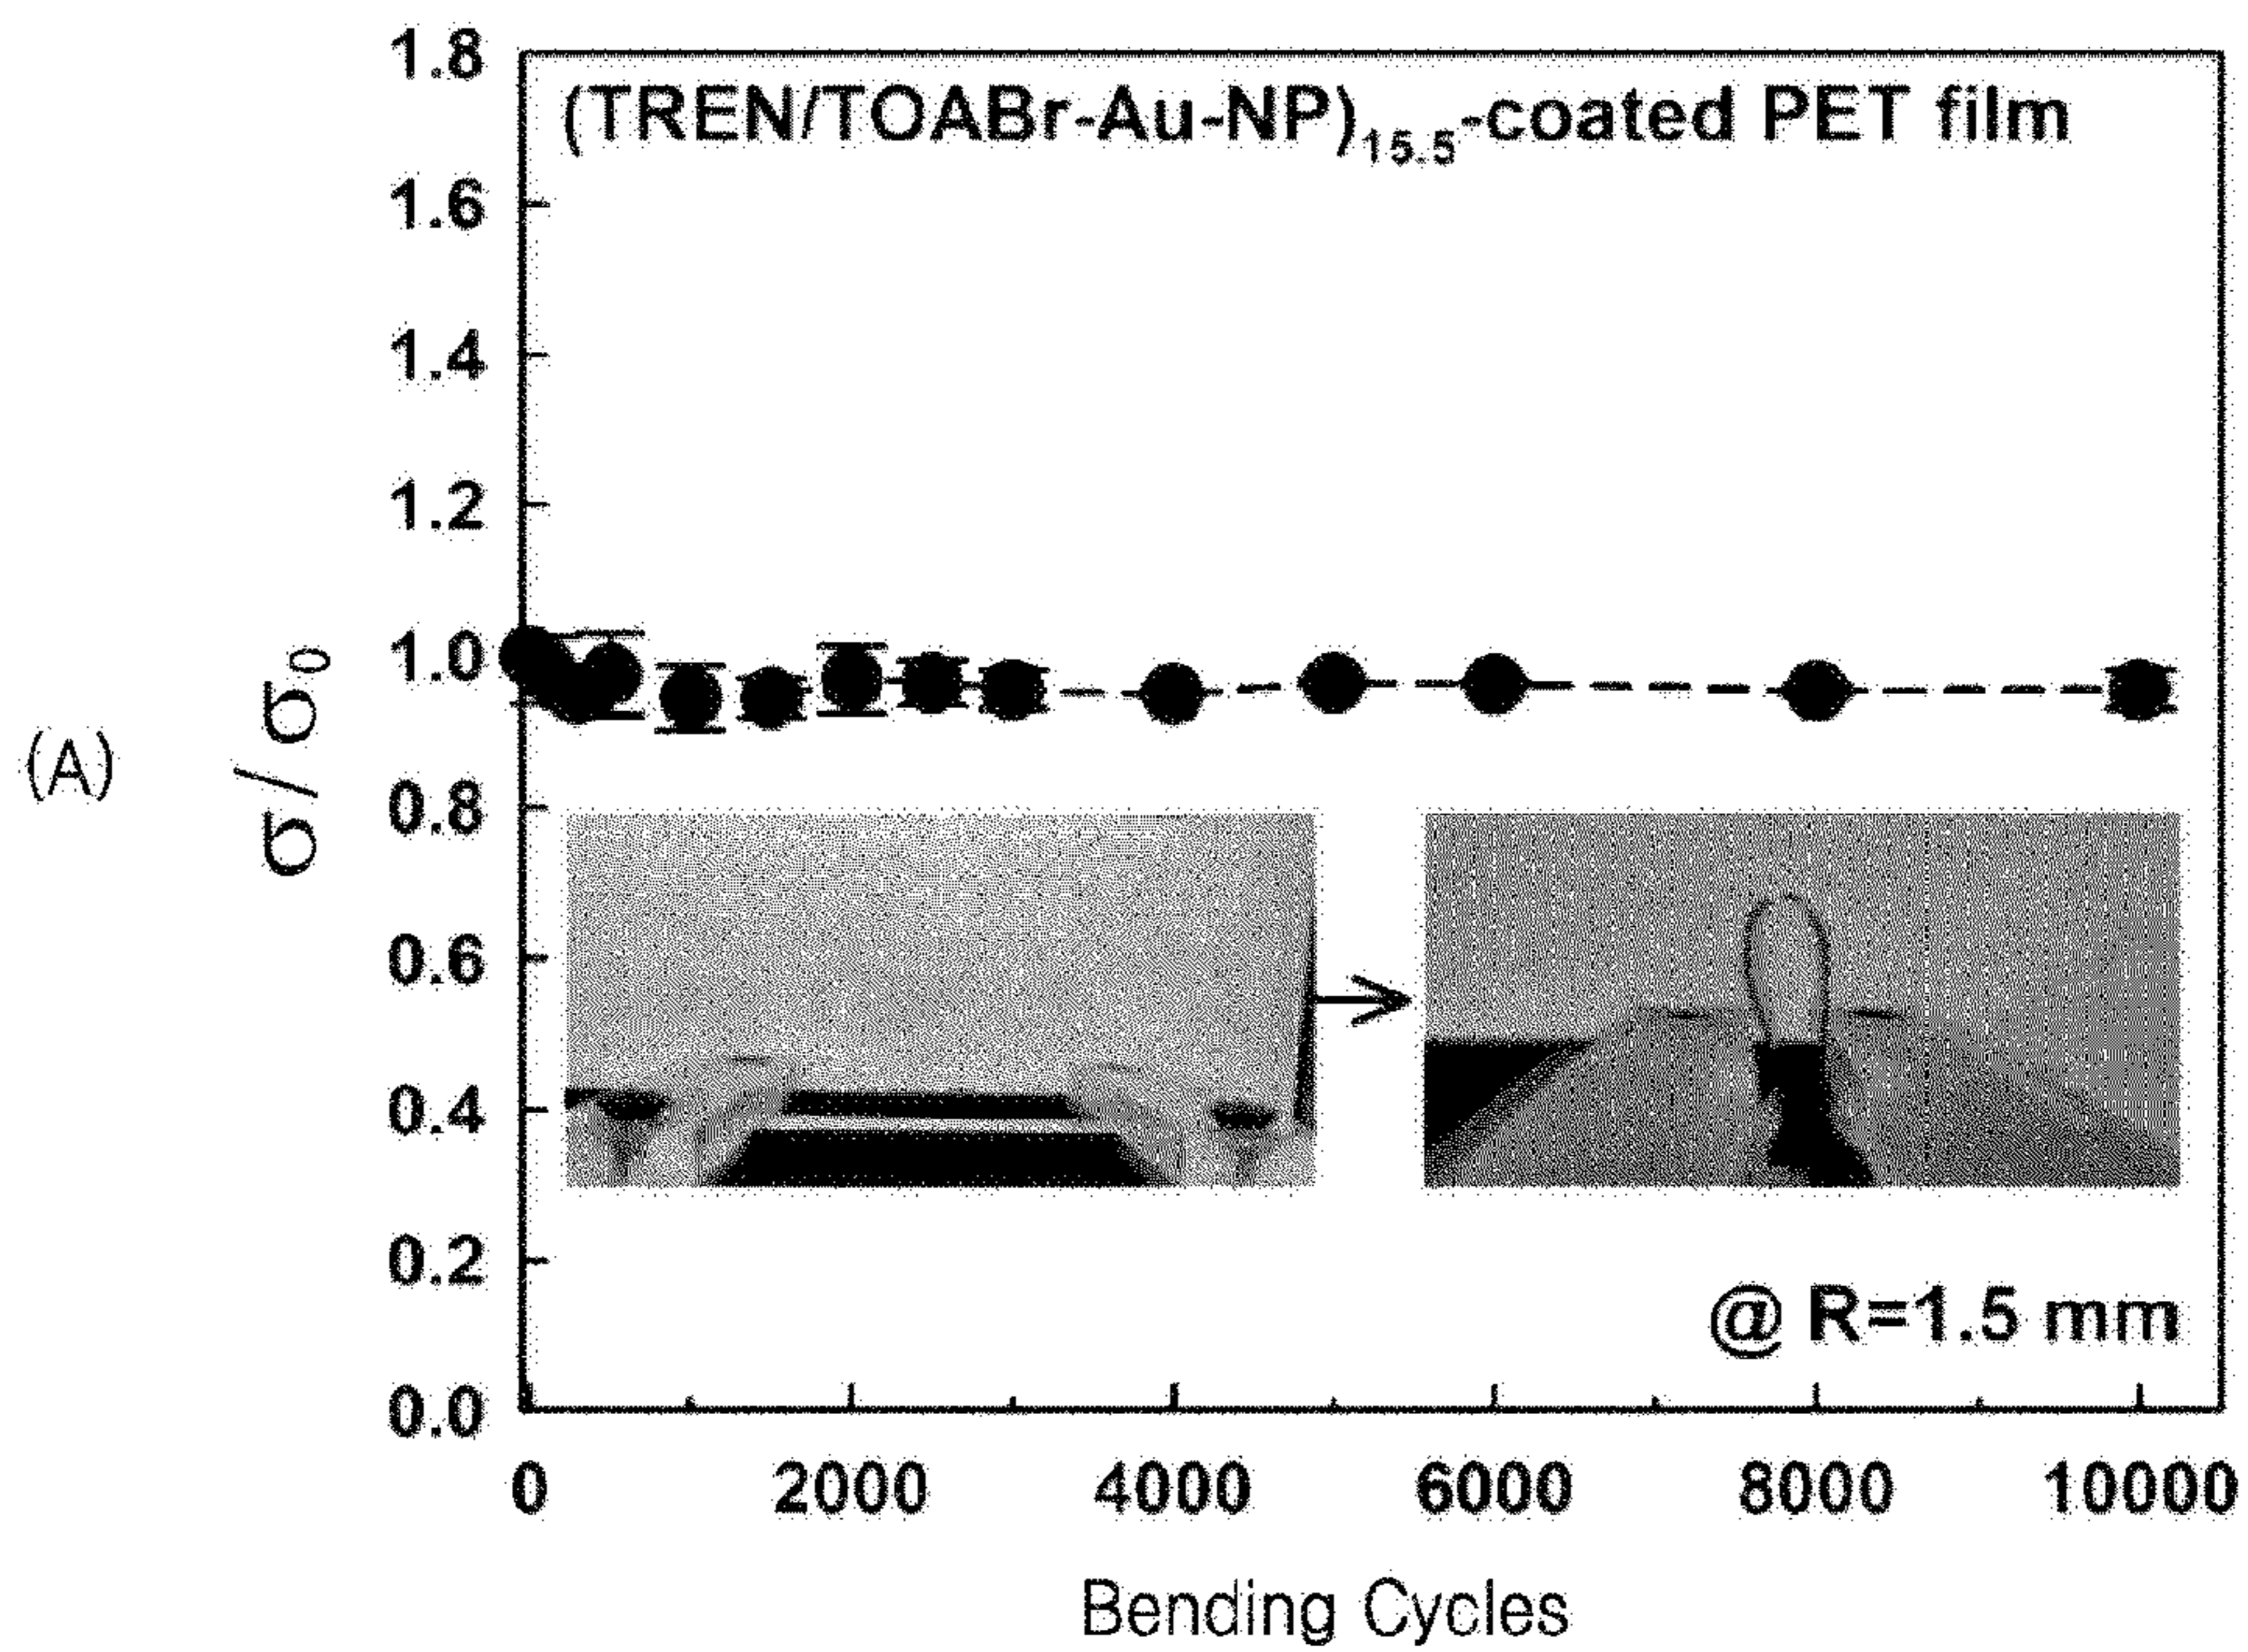 1.8
(TREN/TOABr-Au-NP)15.5-coated PET film
1.6
1.4
1.2
1.0
(A)
σ / σ0
0.8
0.6
0.4
0.2
@ R=1.5 mm
0.0
0 2000 4000 6000 8000 10000
Bending Cycles